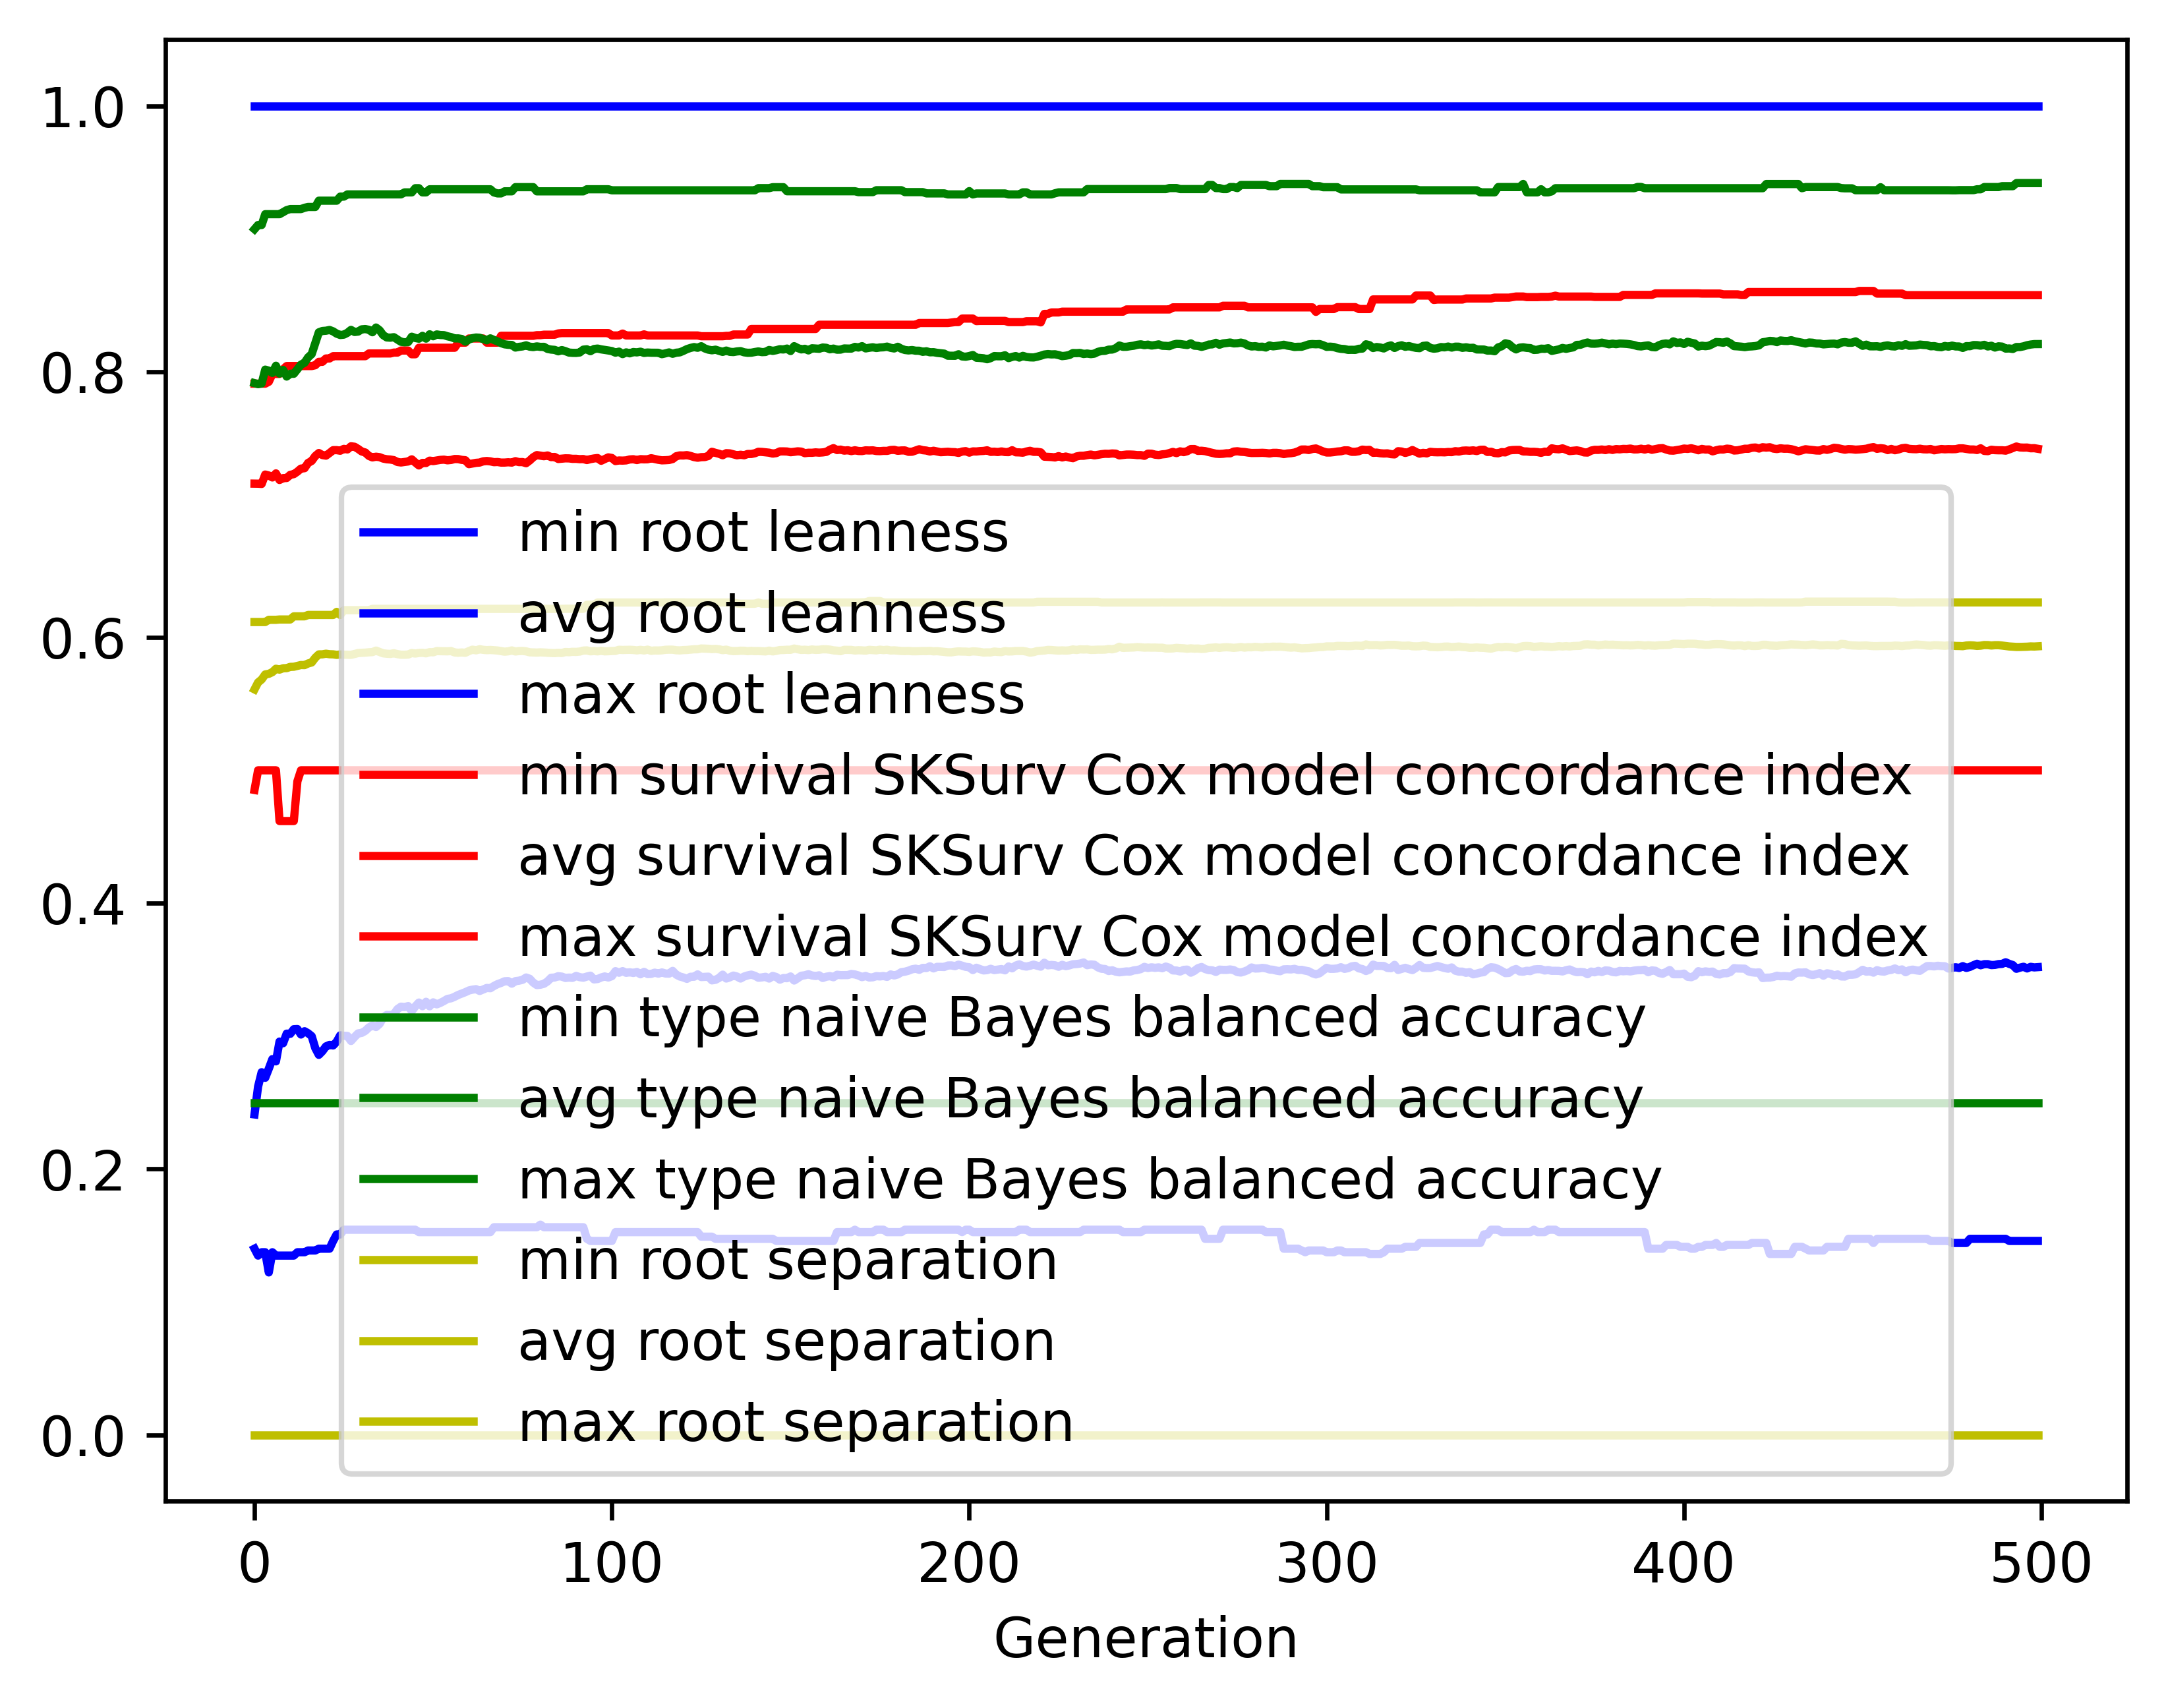 1.0
0.8
0.6
0.4
0.2
0.0
min root leanness
avg root leanness
max root leanness
min survival SKSurv Cox model concordance index
avg survival SKSurv Cox model concordance index
max survival SKSurv Cox model concordance index
min type naive Bayes balanced accuracy
avg type naive Bayes balanced accuracy
max type naive Bayes balanced accuracy
min root separation
avg root separation
max root separation
0 100 200 300 400 500
Generation